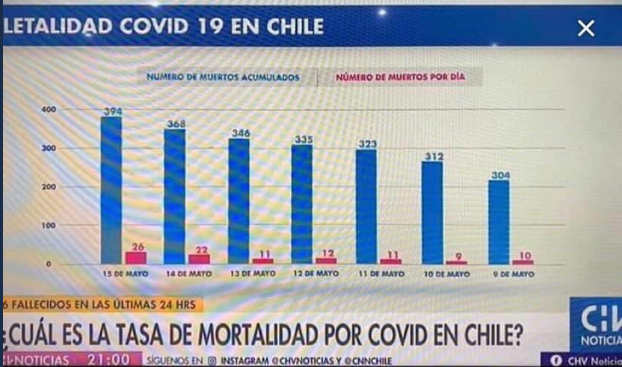 LETALIDAD COVID 19 EN CHILE
NUMERO DE MUERTOS ACUMULADOS NÚMERO DE MUERTOS POR DÍA
400
300
200
100
0
394 368 346 335 323 312 304
26 22 11 12 11 9 10
15 DE MAYO 14 DE MAYO 13 DE MAYO 12 DE MAYO 11 DE MAYO 10 DE MAYO 9 DE MAYO
6 FALLECIDOS EN LAS ÚLTIMAS 24 HRS
¿CUÁL ES LA TASA DE MORTALIDAD POR COVID EN CHILE?
CHV NOTICIA
NOTICIAS 21:00 SÍGUENOS EN INSTAGRAM @CHVNOTICIAS Y @CNNCHILE CHV Noticia